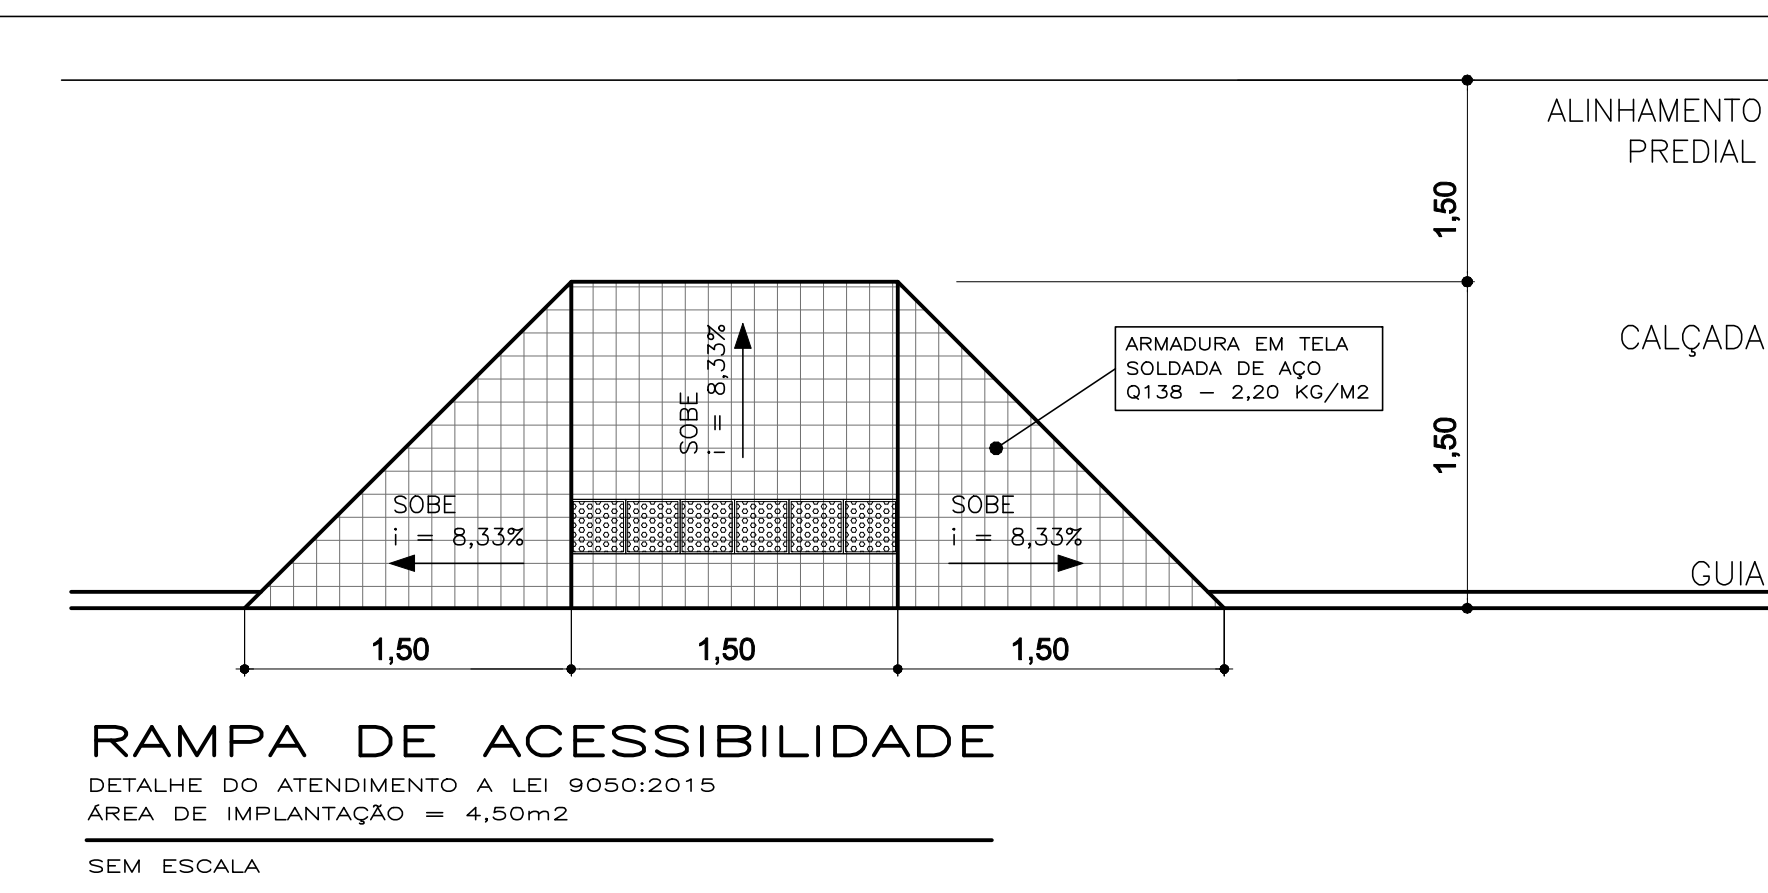 ALINHAMENTO
PREDIAL
1,50
CALÇADA
ARMADURA EM TELA
SOLDADA DE AÇO
Q138 – 2,20 KG/M2
SOBE
i = 8,33%
1,50
SOBE
i = 8,33%
SOBE
i = 8,33%
GUIA
1,50
1,50
1,50
RAMPA DE ACESSIBILIDADE
DETALHE DO ATENDIMENTO A LEI 9050:2015
ÁREA DE IMPLANTAÇÃO = 4,50m2
SEM ESCALA